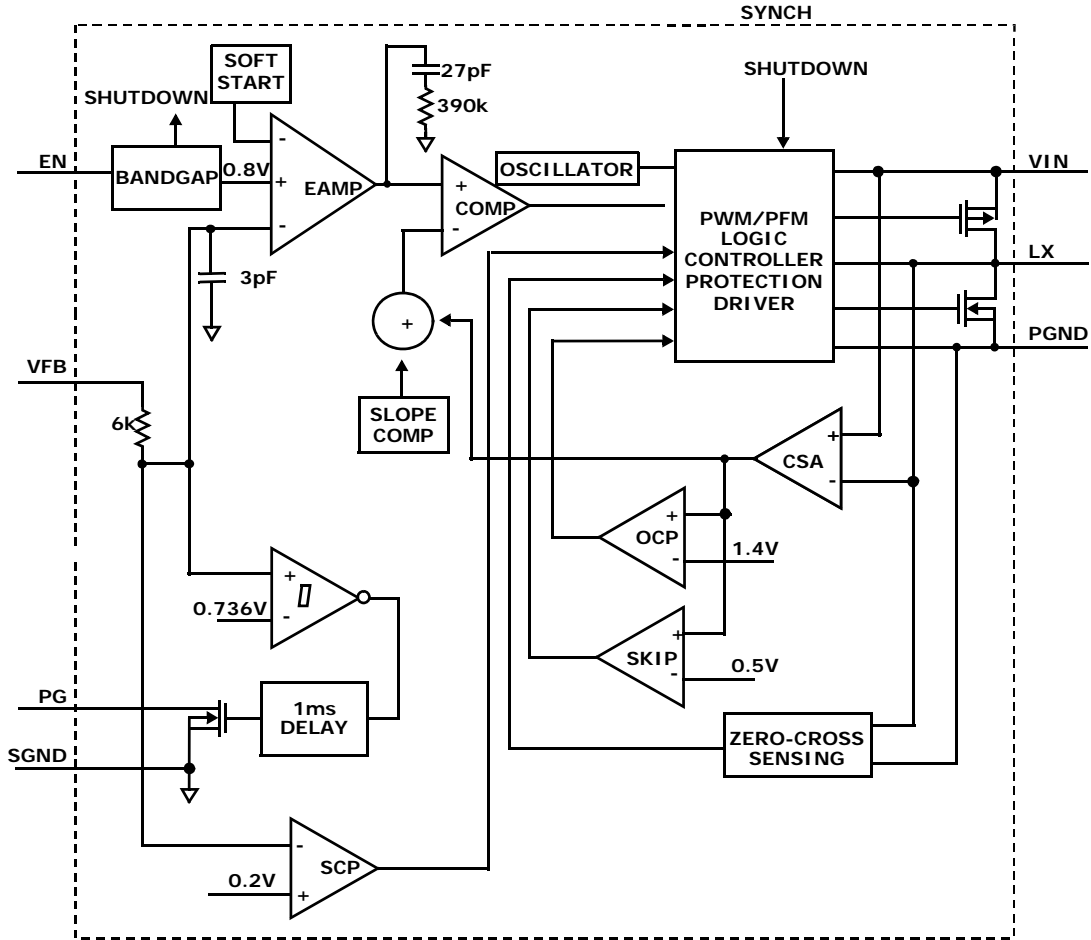 SYNCH
SOFT
START
27pF
390k
SHUTDOWN
SHUTDOWN
EN
BANDGAP
0.8V
-
+
-
EAMP
+
-
COMP
OSCILLATOR
VIN
PWM/PFM
LOGIC
CONTROLLER
PROTECTION
DRIVER
LX
PGND
3pF
+
VFB
6k
SLOPE
COMP
+
-
CSA
+
-
OCP
1.4V
+
-
0.736V
+
-
SKIP
0.5V
PG
1ms
DELAY
SGND
ZERO-CROSS
SENSING
-
+
SCP
0.2V